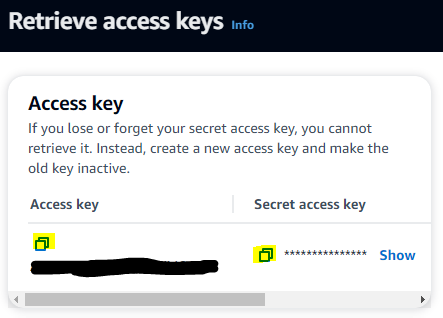 Retrieve access keys Info
Access key
If you lose or forget your secret access key, you cannot
retrieve it. Instead, create a new access key and make the
old key inactive.
Access key Secret access key
*************** Show